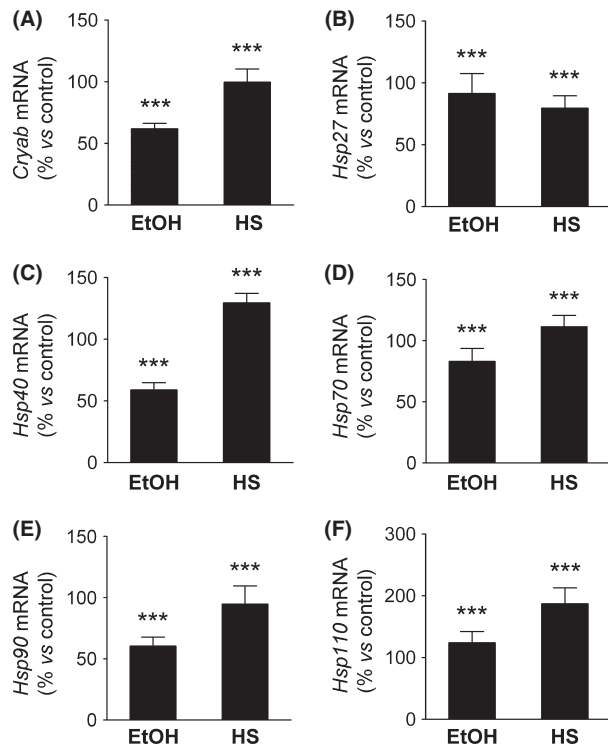 (A)
Cryab mRNA
(% vs control)
150
100
50
0
***
***
EtOH HS
(B)
Hsp27 mRNA
(% vs control)
150
100
50
0
***
***
EtOH HS
(C)
Hsp40 mRNA
(% vs control)
150
100
50
0
***
***
EtOH HS
(D)
Hsp70 mRNA
(% vs control)
150
100
50
0
***
***
EtOH HS
(E)
Hsp90 mRNA
(% vs control)
150
100
50
0
***
***
EtOH HS
(F)
Hsp110 mRNA
(% vs control)
300
200
100
0
***
***
EtOH HS